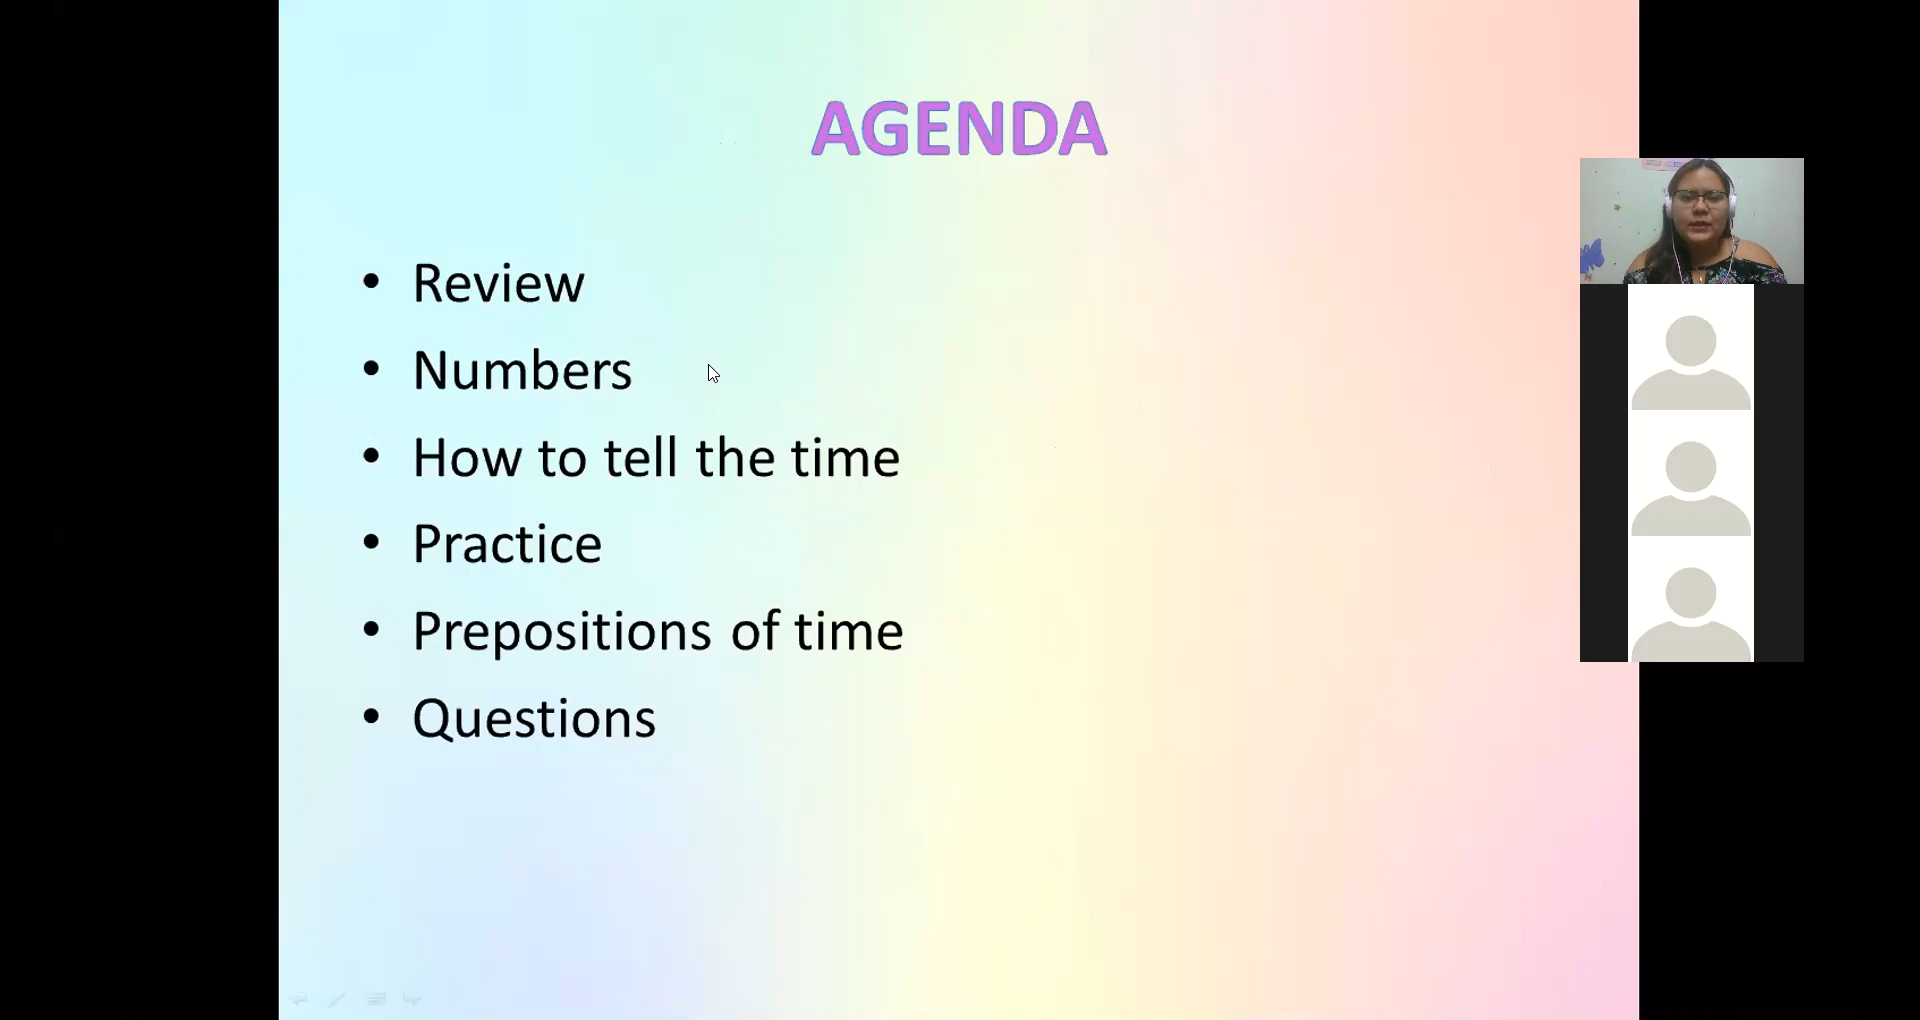 AGENDA
• Review
• Numbers
• How to tell the time
• Practice
• Prepositions of time
• Questions